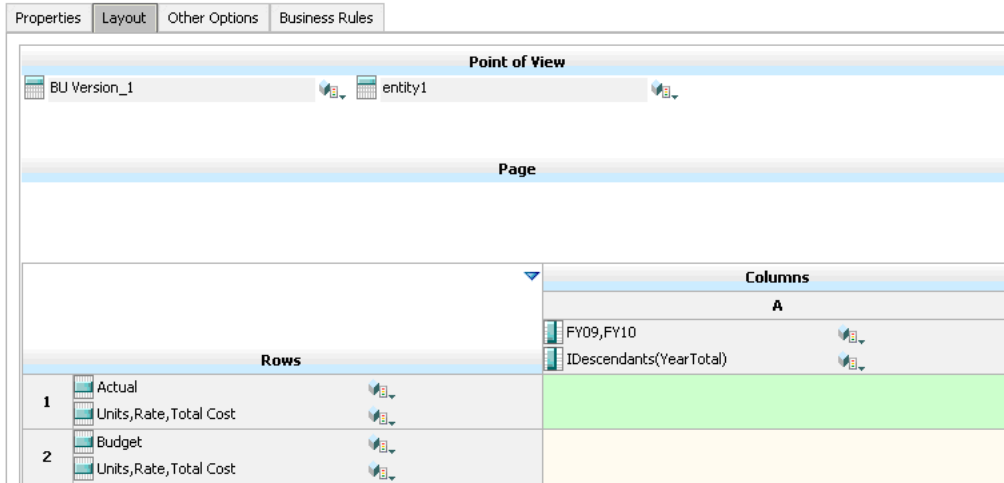 Properties Layout Other Options Business Rules
Point of View
BU Version_1 entity1
Page
Columns
A
FY09,FY10
Rows
IDescendants(YearTotal)
1
Actual
Units,Rate,Total Cost
2
Budget
Units,Rate,Total Cost